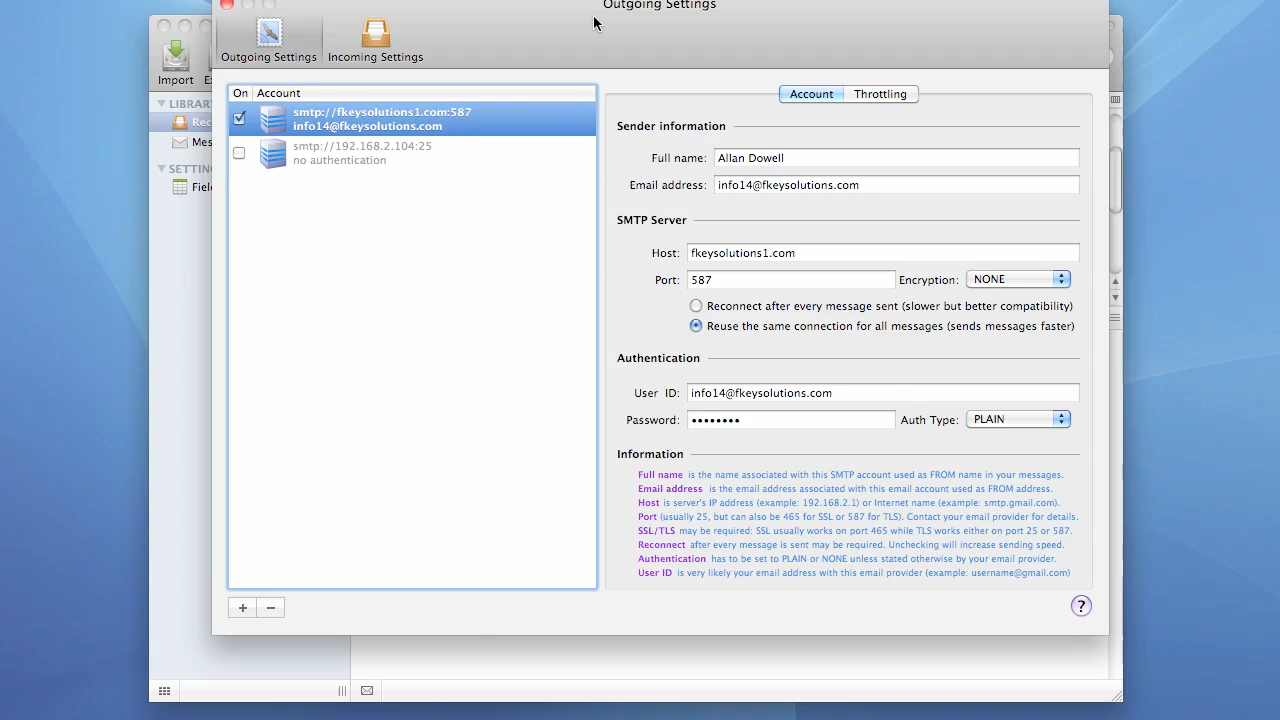 Outgoing Settings
Outgoing Settings
Incoming Settings
Import
LIBRAR
Rec
Mes
SETTIN
Field
On Account
smtp://fkeysolutions1.com:587
info14@fkeysolutions.com
smtp://192.168.2.104:25
no authentication
Account Throttling
Sender information
Full name: Allan Dowell
Email address: info14@fkeysolutions.com
SMTP Server
Host: fkeysolutions1.com
Port: 587 Encryption: NONE
Reconnect after every message sent (slower but better compatibility)
Reuse the same connection for all messages (sends messages faster)
Authentication
User ID: info14@fkeysolutions.com
Password: •••••••• Auth Type: PLAIN
Information
Full name is the name associated with this SMTP account used as FROM name in your messages.
Email address is the email address associated with this email account used as FROM address.
Host is server's IP address (example: 192.168.2.1) or Internet name (example: smtp.gmail.com).
Port (usually 25, but can also be 465 for SSL or 587 for TLS). Contact your email provider for details.
SSL/TLS may be required: SSL usually works on port 465 while TLS works either on port 25 or 587.
Reconnect after every message is sent may be required. Unchecking will increase sending speed.
Authentication has to be set to PLAIN or NONE unless stated otherwise by your email provider.
User ID is very likely your email address with this email provider (example: username@gmail.com)
+ −
?